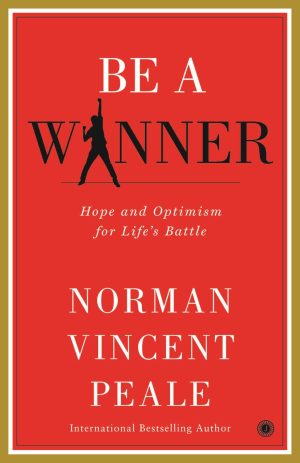 BE A
WINNER
Hope and Optimism
for Life's Battle
NORMAN
VINCENT
PEALE
International Bestselling Author